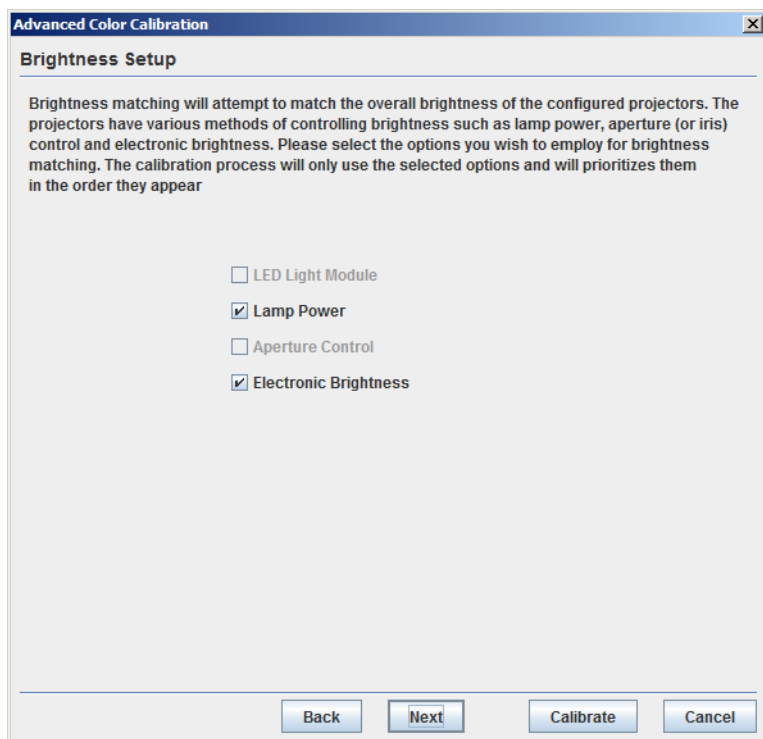 Advanced Color Calibration
Brightness Setup
Brightness matching will attempt to match the overall brightness of the configured projectors. The
projectors have various methods of controlling brightness such as lamp power, aperture (or iris)
control and electronic brightness. Please select the options you wish to employ for brightness
matching. The calibration process will only use the selected options and will prioritizes them
in the order they appear
LED Light Module
Lamp Power
Aperture Control
Electronic Brightness
Back Next Calibrate Cancel